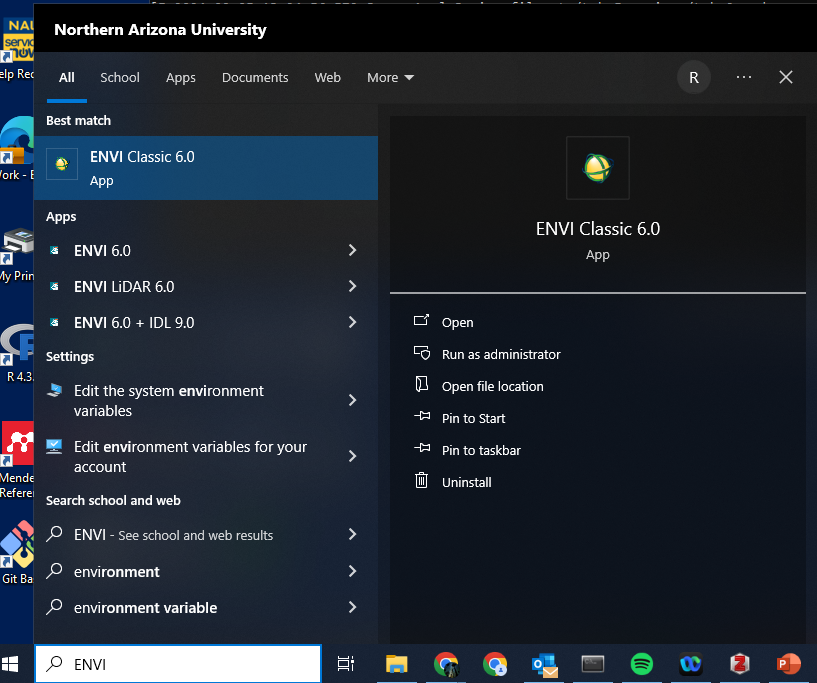 Northern Arizona University
All School Apps Documents Web More R
Best match
ENVI Classic 6.0
App
Apps
ENVI 6.0
ENVI LiDAR 6.0
ENVI 6.0 + IDL 9.0
Settings
Edit the system environment
variables
Edit environment variables for your
account
Search school and web
ENVI - See school and web results
environment
environment variable
ENVI
ENVI Classic 6.0
App
Open
Run as administrator
Open file location
Pin to Start
Pin to taskbar
Uninstall
NAU
servic
now
elp Rec
ork - E
My Prin
R 4.3.
Mende
Referen
Git Ba